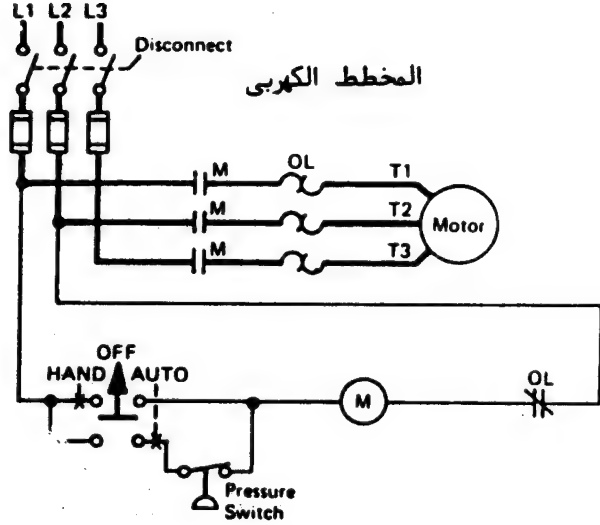 L1 L2 L3
Disconnect
المخطط الكهربى
M OL T1
M T2
Motor
M T3
OFF
HAND AUTO
M
OL
Pressure
Switch